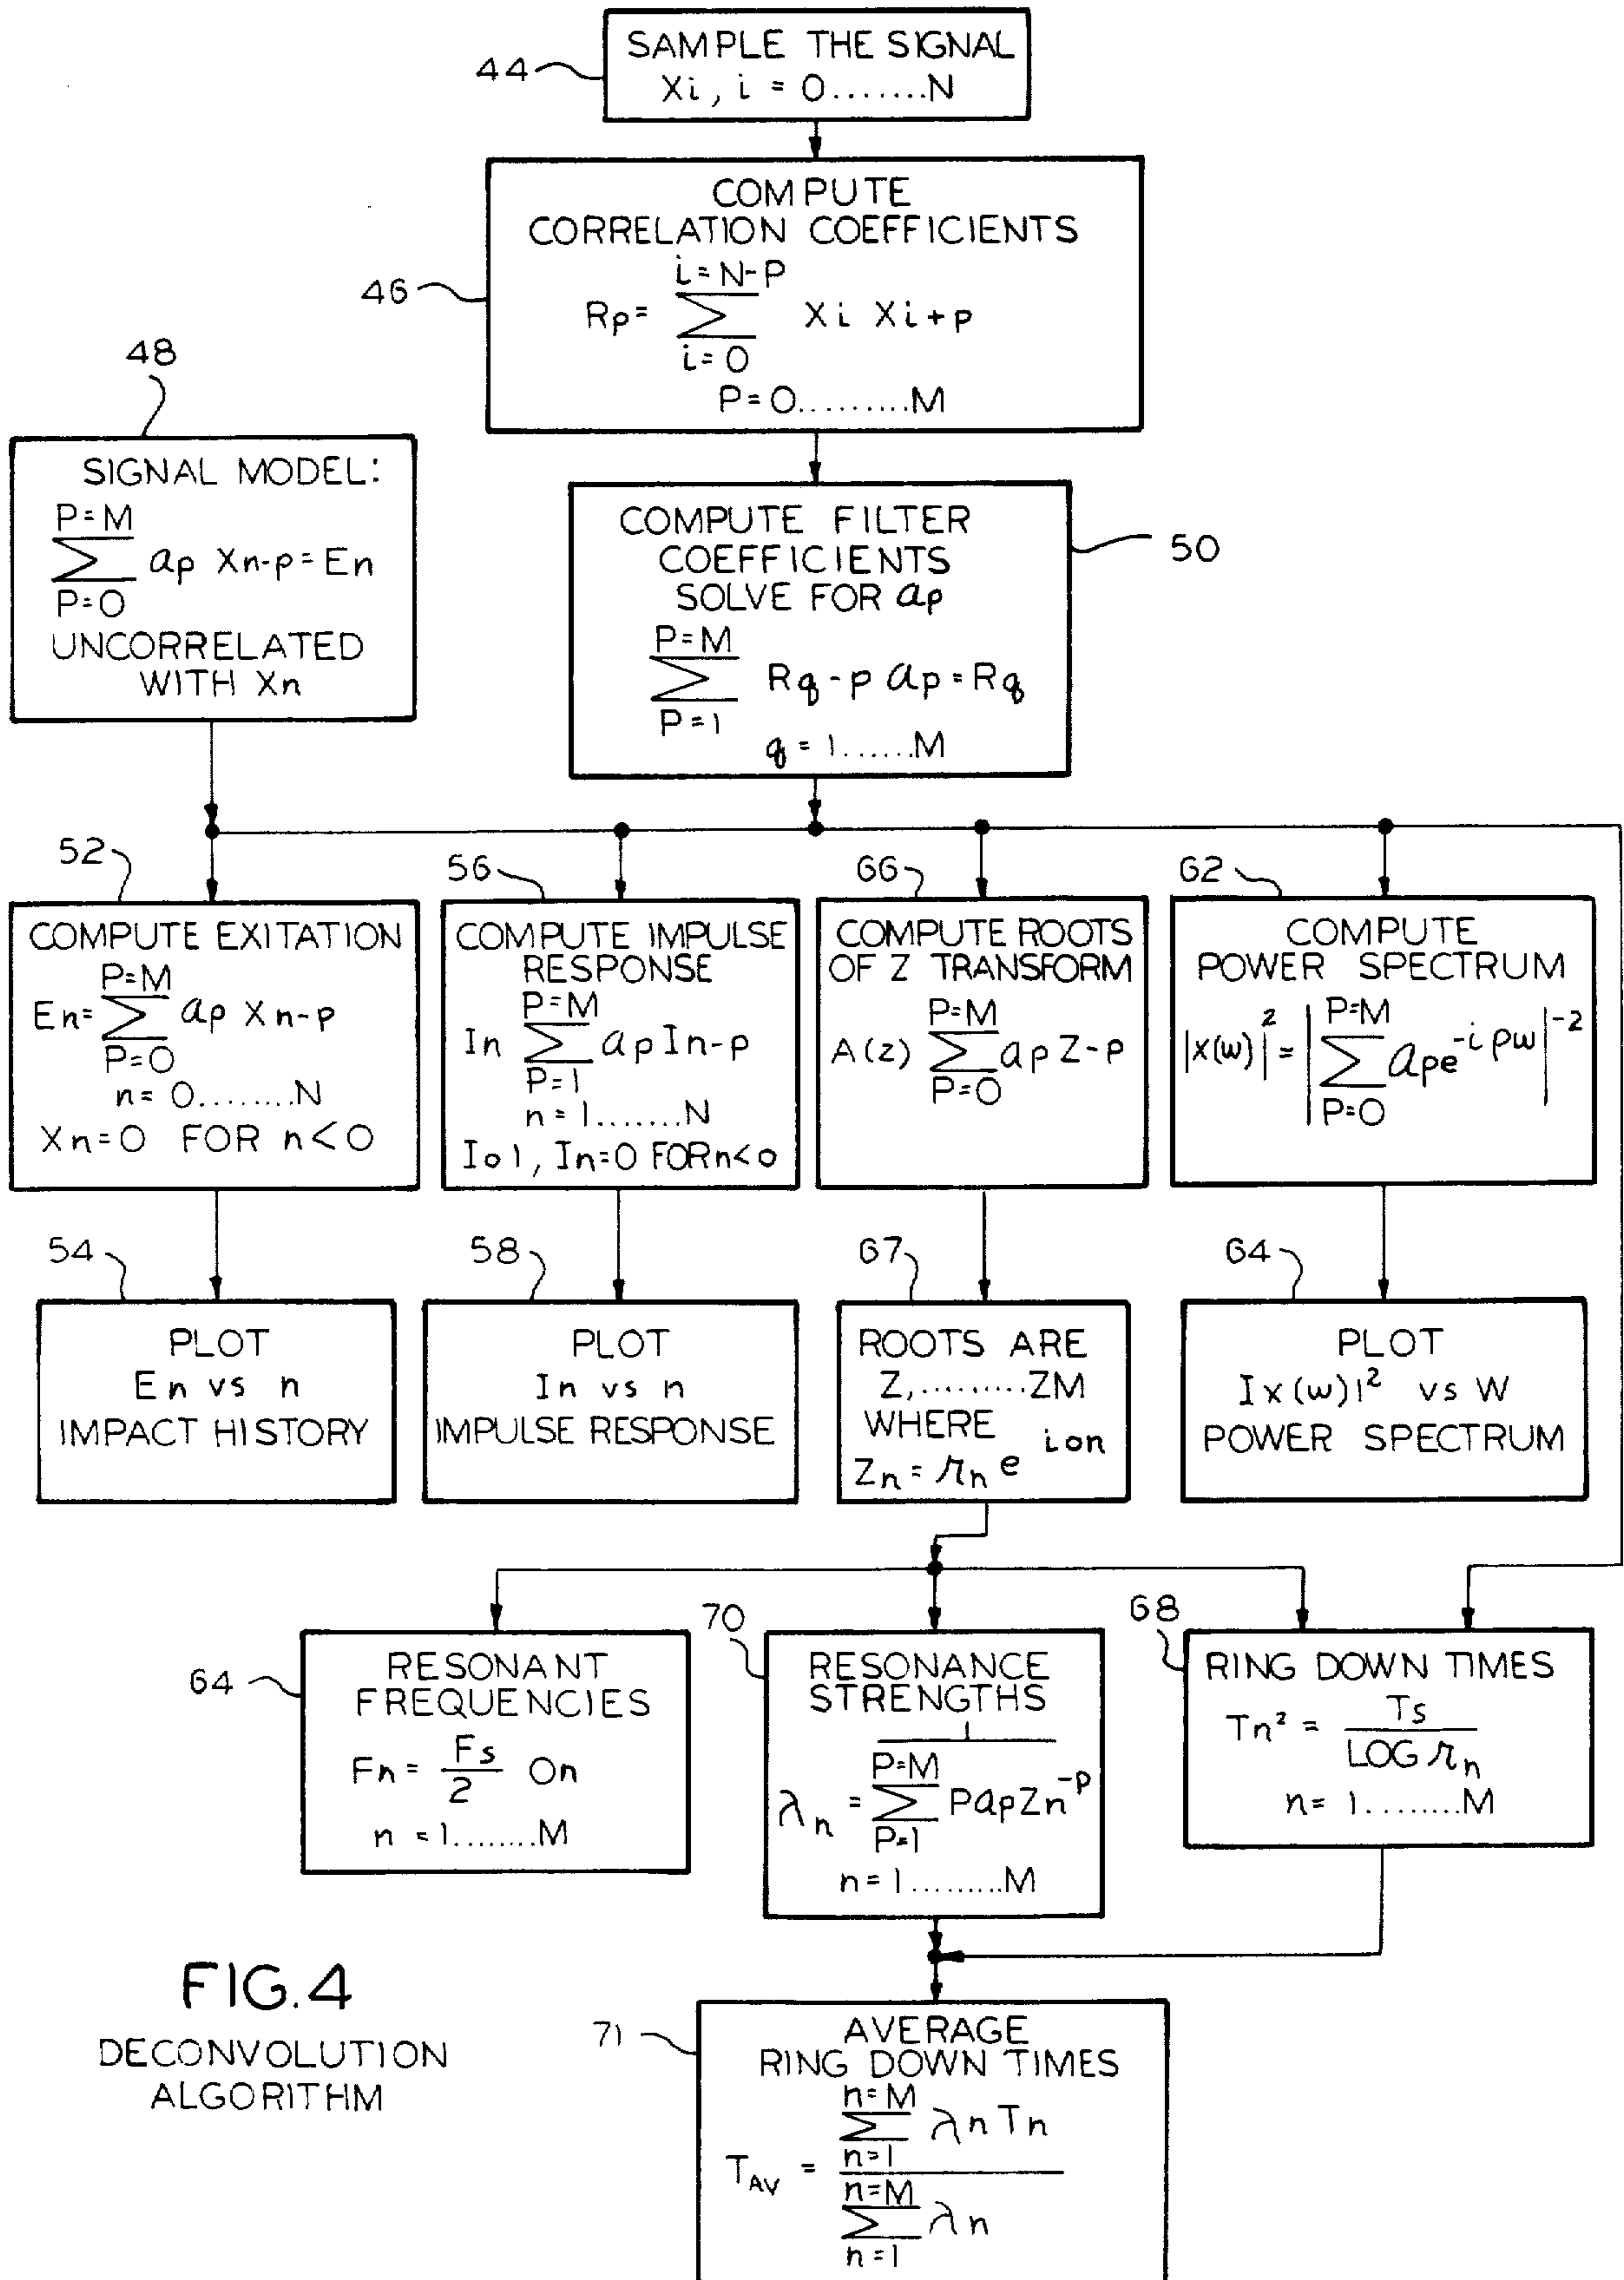 44
SAMPLE THE SIGNAL
Xi, i = 0.......N
46
COMPUTE
CORRELATION COEFFICIENTS
i=N-P
Rp= ∑ Xi Xi+p
i=0
P=0.........M
48
SIGNAL MODEL:
P=M
∑ ap Xn-p=En
P=0
UNCORRELATED
WITH Xn
50
COMPUTE FILTER
COEFFICIENTS
SOLVE FOR ap
P=M
∑ Rq-p ap=Rq
P=1
q=1......M
52
COMPUTE EXITATION
P=M
En=∑ ap Xn-p
P=0
n=0........N
Xn=0 FOR n<0
56
COMPUTE IMPULSE
RESPONSE
P=M
In ∑ ap In-p
P=1
n=1.......N
Io1, In=0 FOR n<0
66
COMPUTE ROOTS
OF Z TRANSFORM
P=M
A(z) ∑ ap Z-p
P=0
62
COMPUTE
POWER SPECTRUM
P=M
|x(w)|² = |∑ ape^-ipw|^-2
P=0
54
PLOT
En vs n
IMPACT HISTORY
58
PLOT
In vs n
IMPULSE RESPONSE
67
ROOTS ARE
Z,.........ZM
WHERE
Zn=rn e^ion
64
PLOT
Ix(w)|² vs W
POWER SPECTRUM
64
RESONANT
FREQUENCIES
Fn= Fs/2 On
n=1........M
70
RESONANCE
STRENGTHS
1
P=M
λn = ∑ PapZn^-p
P=1
n=1.........M
68
RING DOWN TIMES
Tn² = Ts
LOG rn
n=1........M
71
AVERAGE
RING DOWN TIMES
n=M
∑ λn Tn
n=1
TAV =
n=M
∑ λn
n=1
FIG.4
DECONVOLUTION
ALGORITHM